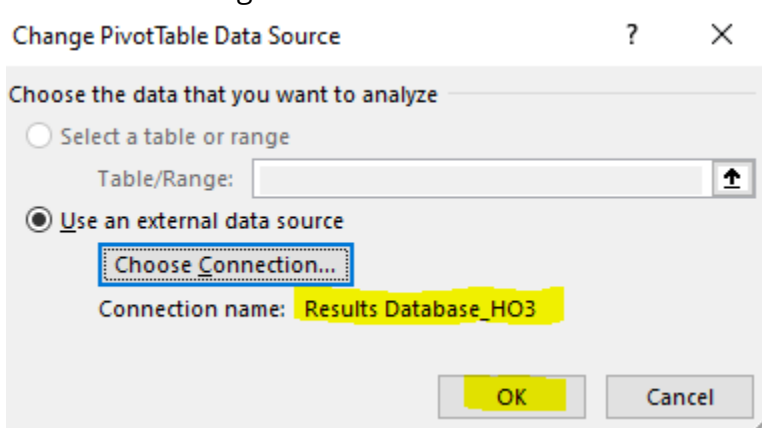 Change PivotTable Data Source ? ×
Choose the data that you want to analyze
Select a table or range
Table/Range:
Use an external data source
Choose Connection...
Connection name: Results Database_HO3
OK Cancel